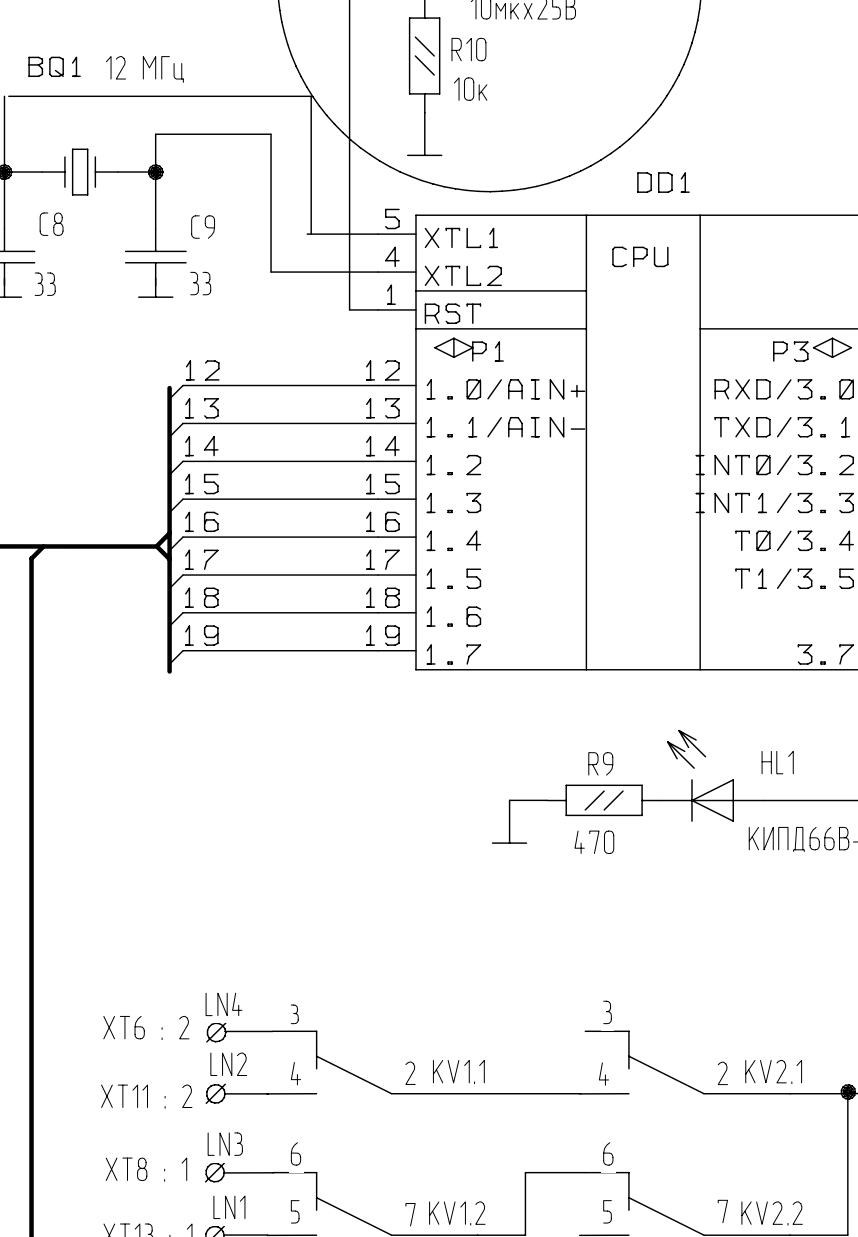 10мкх25В
R10
10к
BQ1 12 МГц
DD1
C8
33
C9
33
5
4
1
XTL1
XTL2
RST
CPU
P1
P3
12 12 1.0/AIN+ RXD/3.0
13 13 1.1/AIN- TXD/3.1
14 14 1.2 INT0/3.2
15 15 1.3 INT1/3.3
16 16 1.4 T0/3.4
17 17 1.5 T1/3.5
18 18 1.6
19 19 1.7 3.7
R9
470
HL1
КИПД66В-
XT6 : 2 LN4 3 3
XT11 : 2 LN2 4 2 KV1.1 4 2 KV2.1
XT8 : 1 LN3 6 6
XT13 : 1 LN1 5 7 KV1.2 5 7 KV2.2